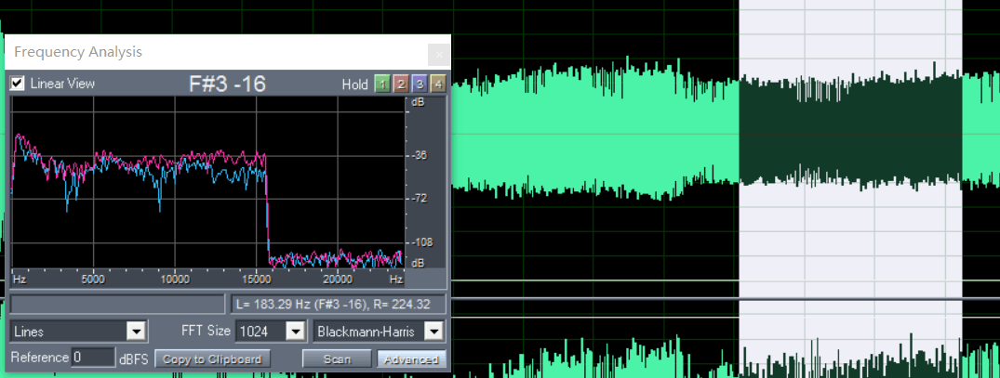 Frequency Analysis
Linear View F#3 -16 Hold 1 2 3 4
dB
-36
-72
-108
dB
Hz 5000 10000 15000 20000 Hz
L= 183.29 Hz (F#3 -16), R= 224.32
Lines FFT Size 1024 Blackmann-Harris
Reference 0 dBFS Copy to Clipboard Scan Advanced